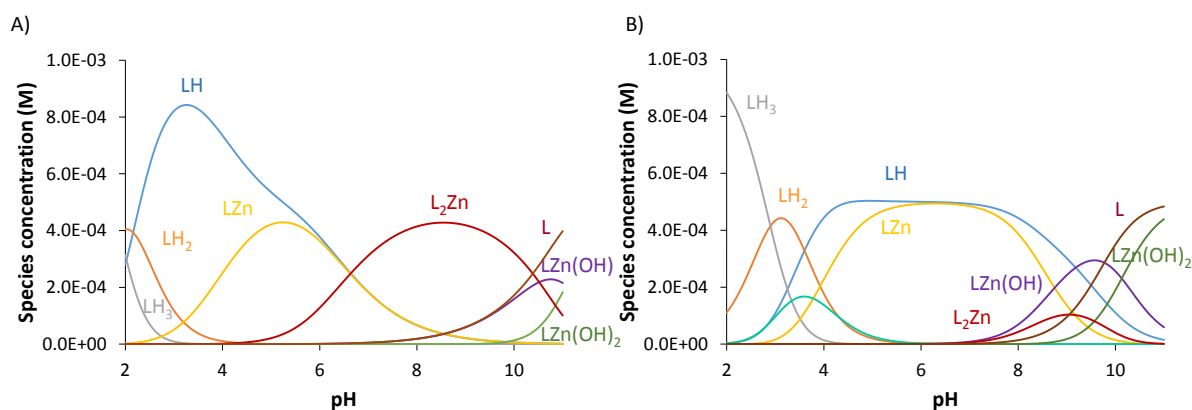 A)
1.0E-03
8.0E-04
6.0E-04
4.0E-04
2.0E-04
0.0E+00
Species concentration (M)
2
4
6
8
10
pH
LH
LH₂
LH₃
LZn
L₂Zn
L
LZn(OH)
LZn(OH)₂
B)
1.0E-03
8.0E-04
6.0E-04
4.0E-04
2.0E-04
0.0E+00
Species concentration (M)
2
4
6
8
10
pH
LH₃
LH₂
LH
LZn
L
LZn(OH)₂
LZn(OH)
L₂Zn